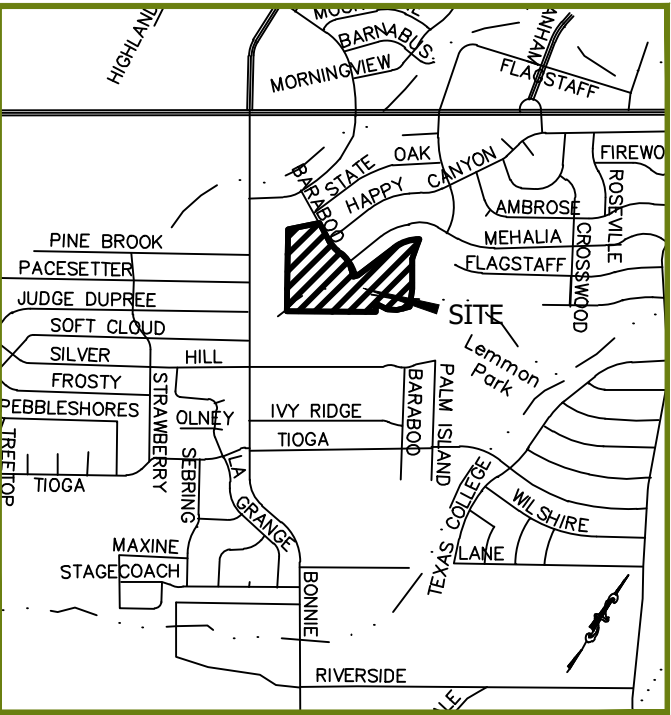 HIGHLAN
BARNABUS
MORNINGVIEW
ANHAM
FLAGSTAFF
BARABOO
STATE OAK
HAPPY CANYON
FIREWO
ROSEVILLE
AMBROSE
MEHALIA
FLAGSTAFF
CROSSWOOD
PINE BROOK
PACESETTER
JUDGE DUPREE
SOFT CLOUD
SILVER HILL
FROSTY
PEBBLESHORES
SITE
Lemmon
Park
STRAWBERRY
OLNEY
IVY RIDGE
TIOGA
BARABOO
PALM ISLAND
TREETOP
TIOGA
SEBRING
LA GRANGE
TEXAS COLLEGE
WILSHIRE
LANE
MAXINE
STAGECOACH
BONNIE
RIVERSIDE